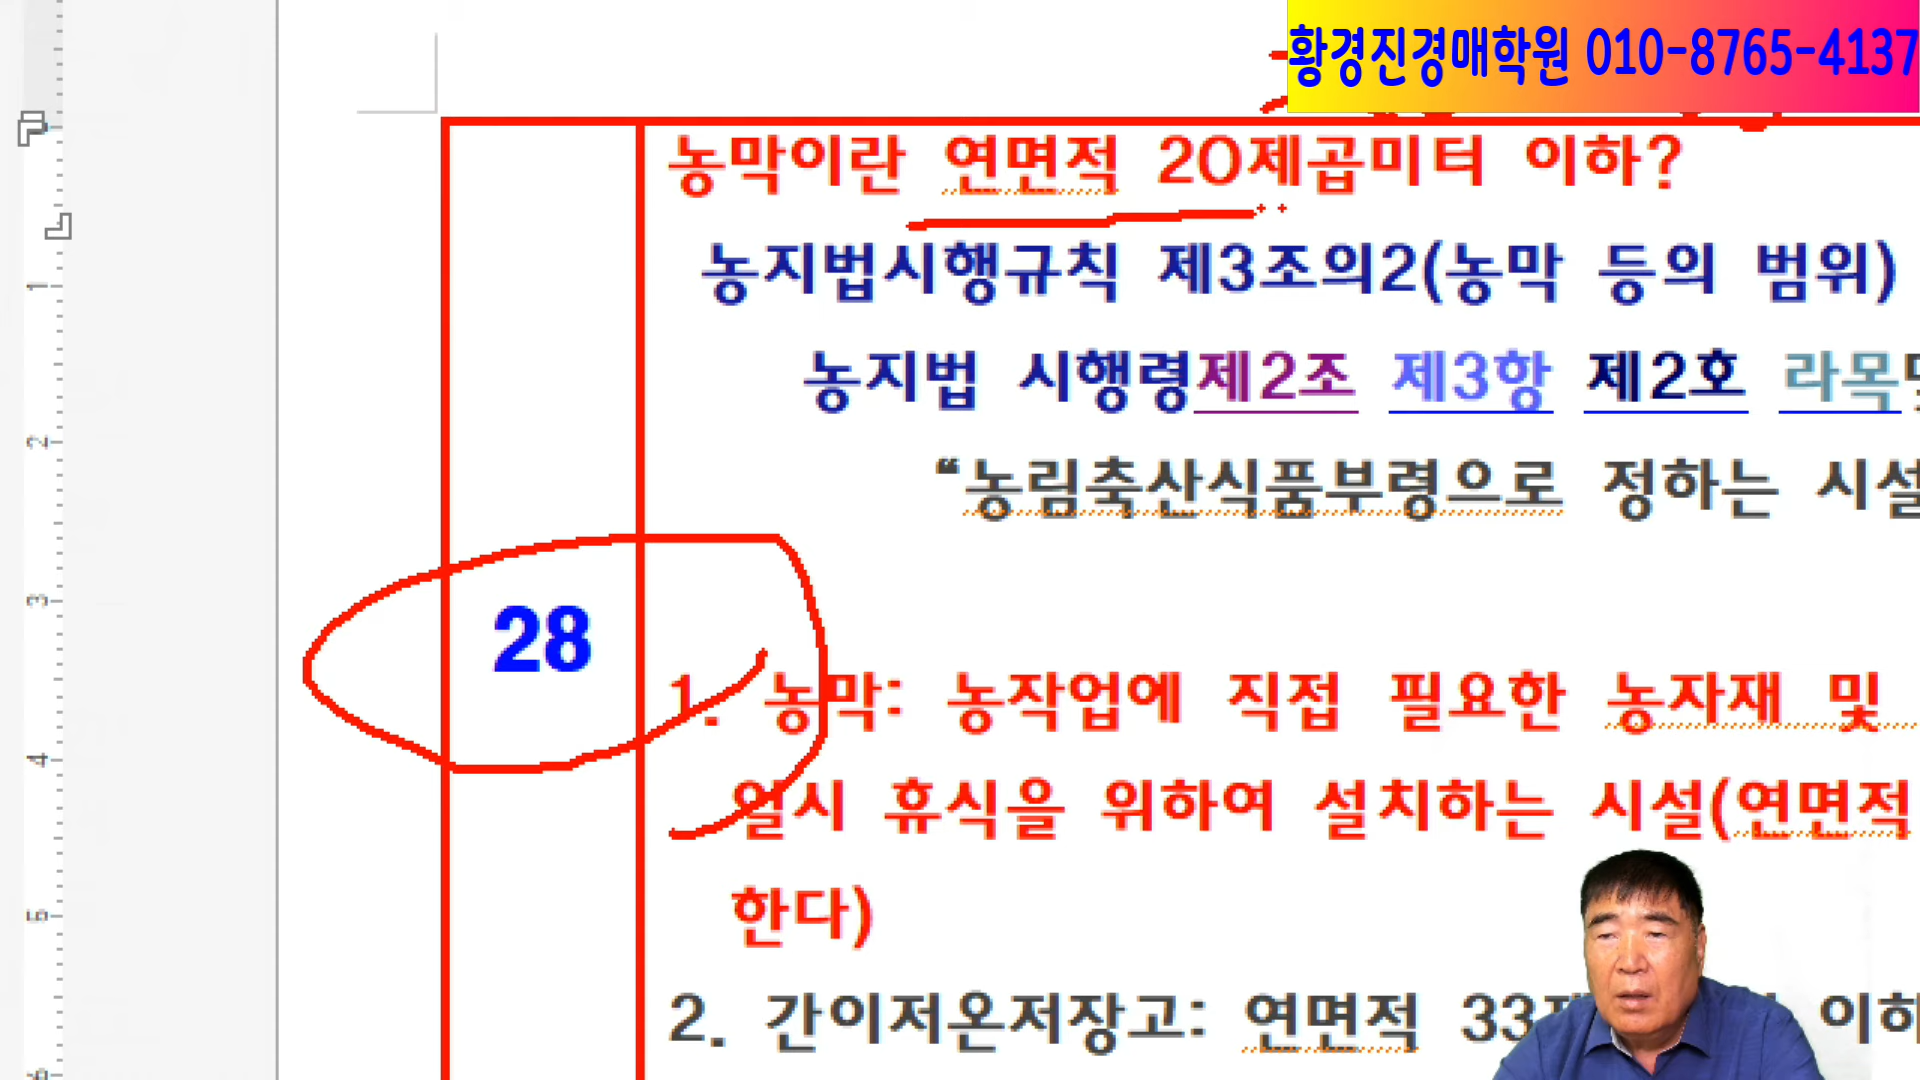 황경진경매학원 010-8765-4137
농막이란 연면적 20제곱미터 이하?
농지법시행규칙 제3조의2(농막 등의 범위)
농지법 시행령제2조 제3항 제2호 라목
“농림축산식품부령으로 정하는 시설
28
1. 농막: 농작업에 직접 필요한 농자재 및
일시 휴식을 위하여 설치하는 시설(연면적
한다)
2. 간이저온저장고: 연면적 33 이하
1
2
3
4
5
6